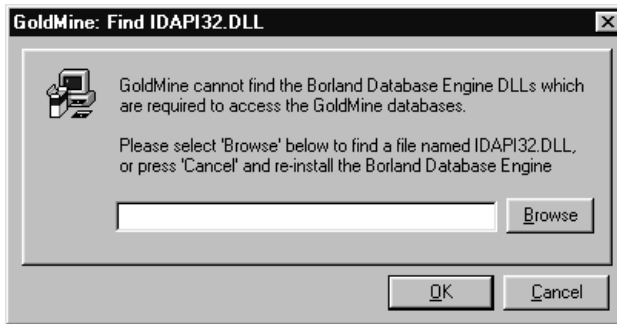 GoldMine: Find IDAPI32.DLL
GoldMine cannot find the Borland Database Engine DLLs which
are required to access the GoldMine databases.
Please select 'Browse' below to find a file named IDAPI32.DLL,
or press 'Cancel' and re-install the Borland Database Engine
Browse
OK
Cancel